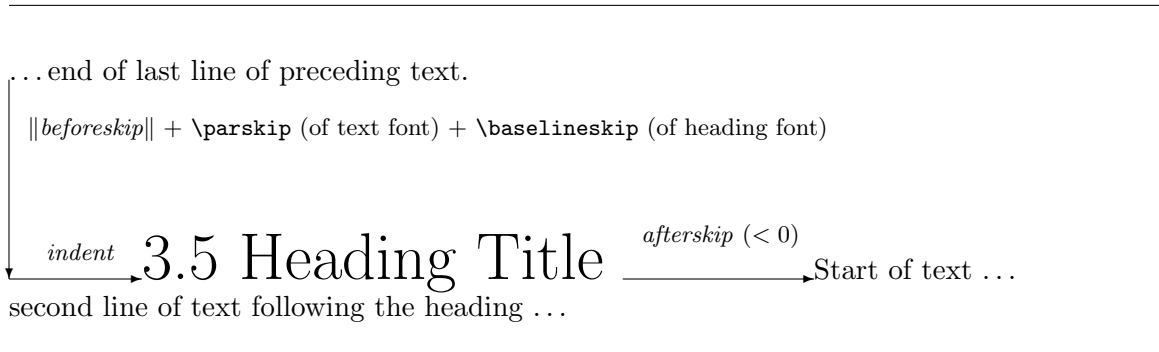 ...end of last line of preceding text.
‖beforeskip‖ + \parskip (of text font) + \baselineskip (of heading font)
indent 3.5 Heading Title afterskip (< 0) Start of text ...
second line of text following the heading ...